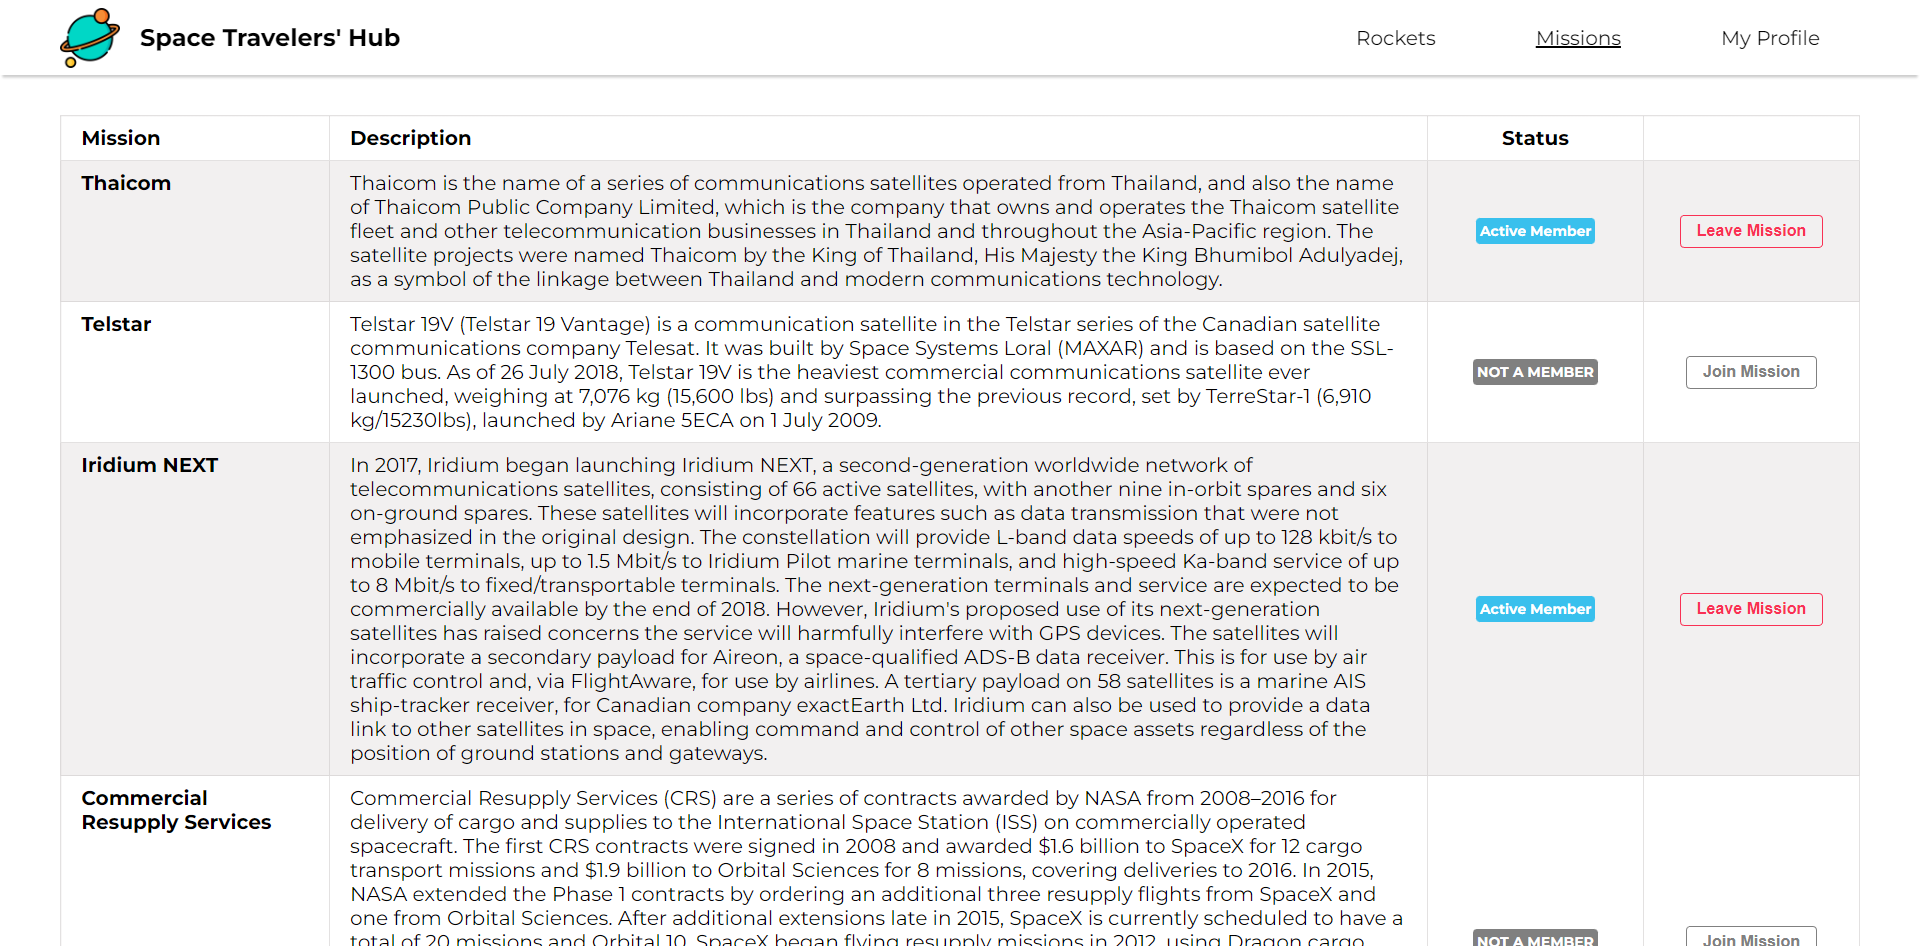 Space Travelers' Hub
Rockets
Missions
My Profile
Mission
Description
Status
Thaicom
Thaicom is the name of a series of communications satellites operated from Thailand, and also the name
of Thaicom Public Company Limited, which is the company that owns and operates the Thaicom satellite
fleet and other telecommunication businesses in Thailand and throughout the Asia-Pacific region. The
satellite projects were named Thaicom by the King of Thailand, His Majesty the King Bhumibol Adulyadej,
as a symbol of the linkage between Thailand and modern communications technology.
Active Member
Leave Mission
Telstar
Telstar 19V (Telstar 19 Vantage) is a communication satellite in the Telstar series of the Canadian satellite
communications company Telesat. It was built by Space Systems Loral (MAXAR) and is based on the SSL-
1300 bus. As of 26 July 2018, Telstar 19V is the heaviest commercial communications satellite ever
launched, weighing at 7,076 kg (15,600 lbs) and surpassing the previous record, set by TerreStar-1 (6,910
kg/15230lbs), launched by Ariane 5ECA on 1 July 2009.
NOT A MEMBER
Join Mission
Iridium NEXT
In 2017, Iridium began launching Iridium NEXT, a second-generation worldwide network of
telecommunications satellites, consisting of 66 active satellites, with another nine in-orbit spares and six
on-ground spares. These satellites will incorporate features such as data transmission that were not
emphasized in the original design. The constellation will provide L-band data speeds of up to 128 kbit/s to
mobile terminals, up to 1.5 Mbit/s to Iridium Pilot marine terminals, and high-speed Ka-band service of up
to 8 Mbit/s to fixed/transportable terminals. The next-generation terminals and service are expected to be
commercially available by the end of 2018. However, Iridium's proposed use of its next-generation
satellites has raised concerns the service will harmfully interfere with GPS devices. The satellites will
incorporate a secondary payload for Aireon, a space-qualified ADS-B data receiver. This is for use by air
traffic control and, via FlightAware, for use by airlines. A tertiary payload on 58 satellites is a marine AIS
ship-tracker receiver, for Canadian company exactEarth Ltd. Iridium can also be used to provide a data
link to other satellites in space, enabling command and control of other space assets regardless of the
position of ground stations and gateways.
Active Member
Leave Mission
Commercial
Resupply Services
Commercial Resupply Services (CRS) are a series of contracts awarded by NASA from 2008–2016 for
delivery of cargo and supplies to the International Space Station (ISS) on commercially operated
spacecraft. The first CRS contracts were signed in 2008 and awarded $1.6 billion to SpaceX for 12 cargo
transport missions and $1.9 billion to Orbital Sciences for 8 missions, covering deliveries to 2016. In 2015,
NASA extended the Phase 1 contracts by ordering an additional three resupply flights from SpaceX and
one from Orbital Sciences. After additional extensions late in 2015, SpaceX is currently scheduled to have a
total of 20 missions and Orbital 10. SpaceX began flying resupply missions in 2012, using Dragon cargo
NOT A MEMBER
Join Mission